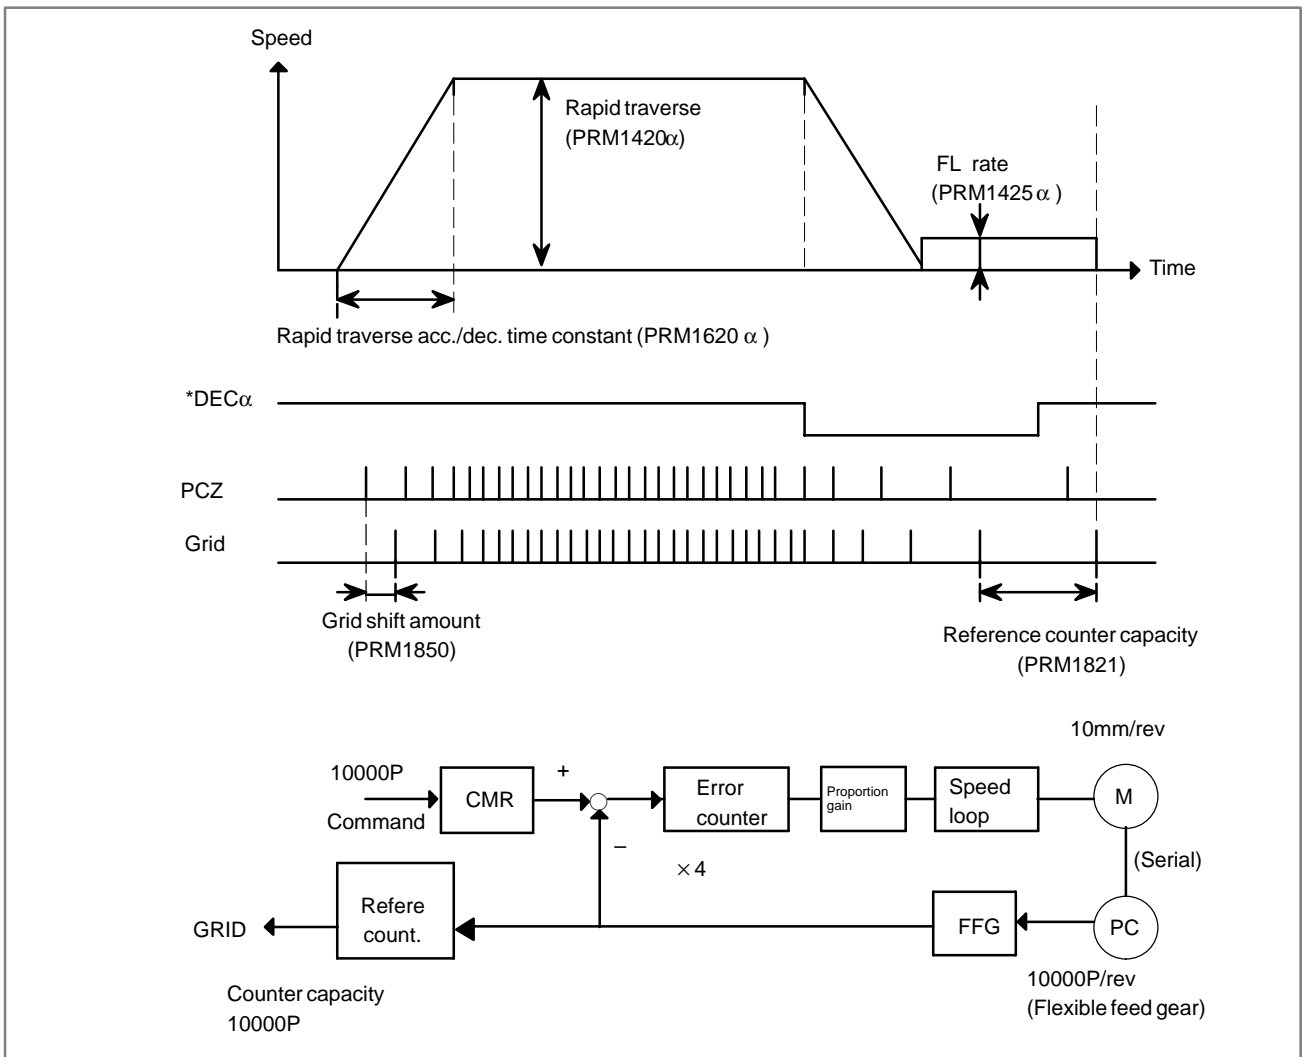 Speed
Rapid traverse
(PRM1420α)
FL rate
(PRM1425 α )
Time
Rapid traverse acc./dec. time constant (PRM1620 α )
*DECα
PCZ
Grid
Grid shift amount
(PRM1850)
Reference counter capacity
(PRM1821)
10mm/rev
10000P
Command
CMR
+
−
Error
counter
Proportion
gain
Speed
loop
M
× 4
(Serial)
GRID
Refere
count.
FFG
PC
Counter capacity
10000P
10000P/rev
(Flexible feed gear)